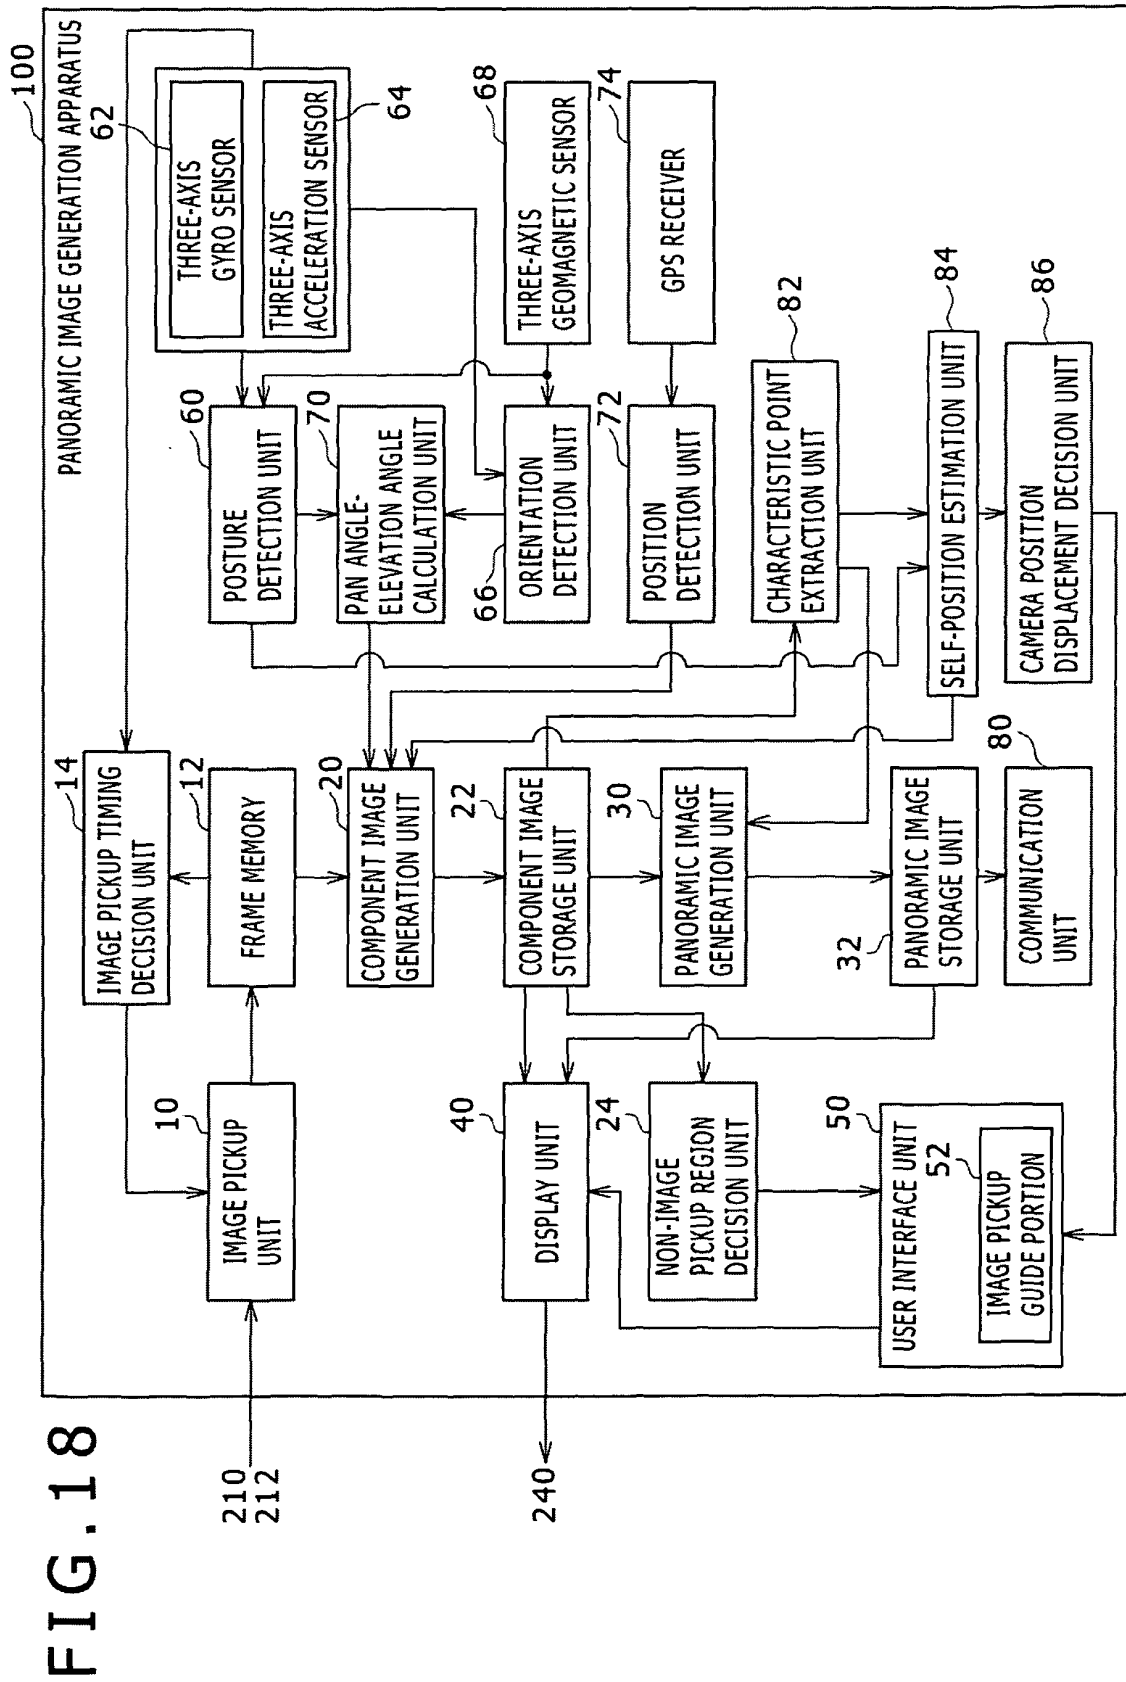 FIG.18
100
PANORAMIC IMAGE GENERATION APPARATUS
210
212
10
IMAGE PICKUP
UNIT
14
IMAGE PICKUP TIMING
DECISION UNIT
12
FRAME MEMORY
20
COMPONENT IMAGE
GENERATION UNIT
22
COMPONENT IMAGE
STORAGE UNIT
30
PANORAMIC IMAGE
GENERATION UNIT
32
PANORAMIC IMAGE
STORAGE UNIT
80
COMMUNICATION
UNIT
240
40
DISPLAY UNIT
24
NON-IMAGE
PICKUP REGION
DECISION UNIT
50
USER INTERFACE UNIT
52
IMAGE PICKUP
GUIDE PORTION
60
POSTURE
DETECTION UNIT
70
PAN ANGLE-
ELEVATION ANGLE
CALCULATION UNIT
66
ORIENTATION
DETECTION UNIT
72
POSITION
DETECTION UNIT
82
CHARACTERISTIC POINT
EXTRACTION UNIT
84
SELF-POSITION ESTIMATION UNIT
86
CAMERA POSITION
DISPLACEMENT DECISION UNIT
62
THREE-AXIS
GYRO SENSOR
64
THREE-AXIS
ACCELERATION SENSOR
68
THREE-AXIS
GEOMAGNETIC SENSOR
74
GPS RECEIVER